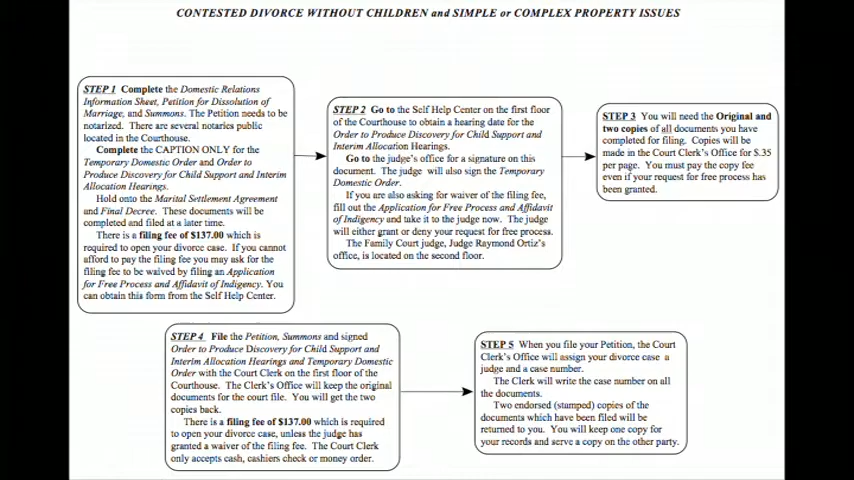 CONTESTED DIVORCE WITHOUT CHILDREN and SIMPLE or COMPLEX PROPERTY ISSUES
STEP 1 Complete the Domestic Relations
Information Sheet, Petition for Dissolution of
Marriage, and Summons. The Petition needs to be
notarized. There are several notaries public
located in the Courthouse.
Complete the CAPTION ONLY for the
Temporary Domestic Order and Order to
Produce Discovery for Child Support and Interim
Allocation Hearings.
Hold onto the Marital Settlement Agreement
and Final Decree. These documents will be
completed and filed at a later time.
There is a filing fee of $137.00 which is
required to open your divorce case. If you cannot
afford to pay the filing fee you may ask for the
filing fee to be waived by filing an Application
for Free Process and Affidavit of Indigency. You
can obtain this form from the Self Help Center.
STEP 2 Go to the Self Help Center on the first floor
of the Courthouse to obtain a hearing date for the
Order to Produce Discovery for Child Support and
Interim Allocation Hearings.
Go to the judge's office for a signature on this
document. The judge will also sign the Temporary
Domestic Order.
If you are also asking for waiver of the filing fee,
fill out the Application for Free Process and Affidavit
of Indigency and take it to the judge now. The judge
will either grant or deny your request for free process.
The Family Court judge, Judge Raymond Ortiz's
office, is located on the second floor.
STEP 3 You will need the Original and
two copies of all documents you have
completed for filing. Copies will be
made in the Court Clerk's Office for $.35
per page. You must pay the copy fee
even if your request for free process has
been granted.
STEP 4 File the Petition, Summons and signed
Order to Produce Discovery for Child Support and
Interim Allocation Hearings and Temporary Domestic
Order with the Court Clerk on the first floor of the
Courthouse. The Clerk's Office will keep the original
documents for the court file. You will get the two
copies back.
There is a filing fee of $137.00 which is required
to open your divorce case, unless the judge has
granted a waiver of the filing fee. The Court Clerk
only accepts cash, cashiers check or money order.
STEP 5 When you file your Petition, the Court
Clerk's Office will assign your divorce case a
judge and a case number.
The Clerk will write the case number on all
the documents.
Two endorsed (stamped) copies of the
documents which have been filed will be
returned to you. You will keep one copy for
your records and serve a copy on the other party.